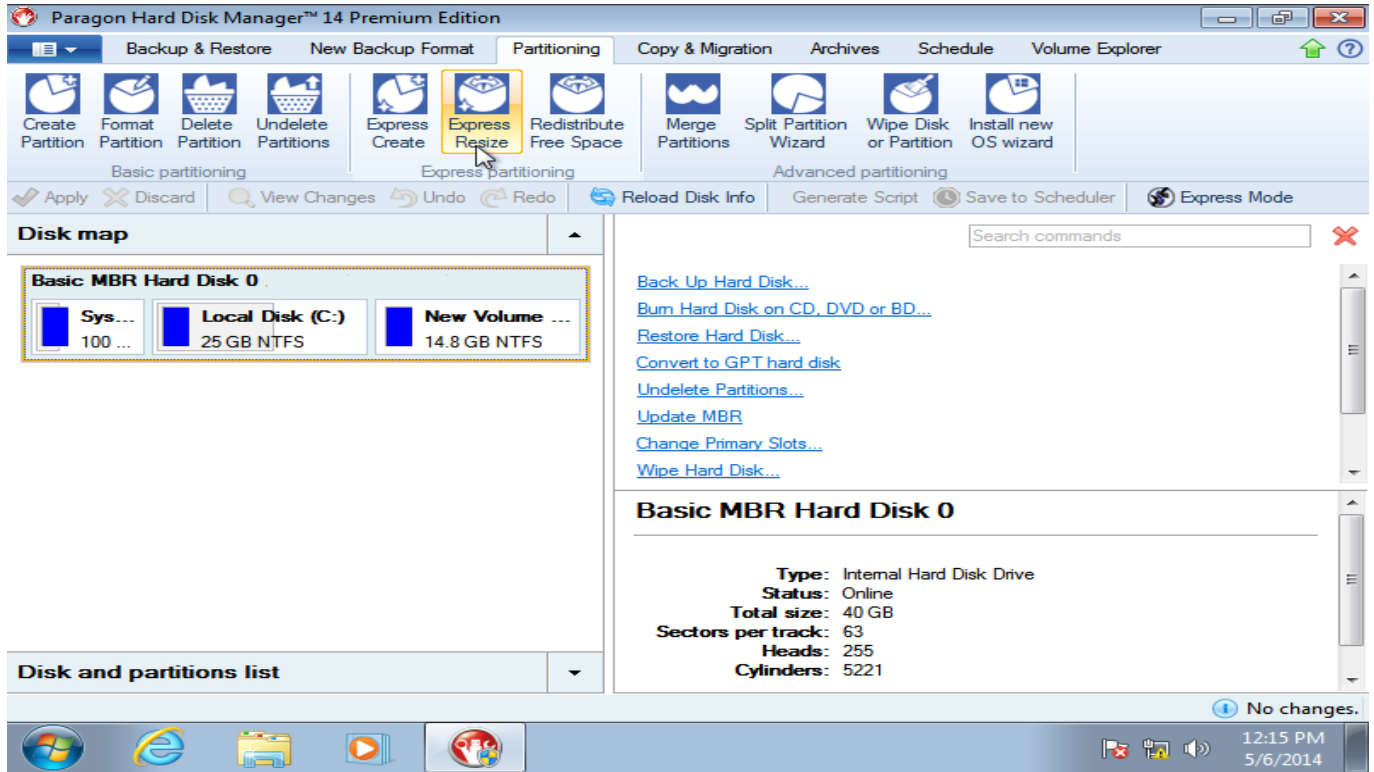 Paragon Hard Disk Manager™ 14 Premium Edition
Backup & Restore New Backup Format Partitioning Copy & Migration Archives Schedule Volume Explorer
Create Partition
Format Partition
Delete Partition
Undelete Partitions
Basic partitioning
Express Create
Express Resize
Redistribute Free Space
Express partitioning
Merge Partitions
Split Partition Wizard
Wipe Disk or Partition
Install new OS wizard
Advanced partitioning
Apply Discard View Changes Undo Redo Reload Disk Info Generate Script Save to Scheduler Express Mode
Disk map
Basic MBR Hard Disk 0
Sys...
100 ...
Local Disk (C:)
25 GB NTFS
New Volume ...
14.8 GB NTFS
Disk and partitions list
Search commands
Back Up Hard Disk...
Burn Hard Disk on CD, DVD or BD...
Restore Hard Disk...
Convert to GPT hard disk
Undelete Partitions...
Update MBR
Change Primary Slots...
Wipe Hard Disk...
Basic MBR Hard Disk 0
Type: Internal Hard Disk Drive
Status: Online
Total size: 40 GB
Sectors per track: 63
Heads: 255
Cylinders: 5221
No changes.
12:15 PM
5/6/2014